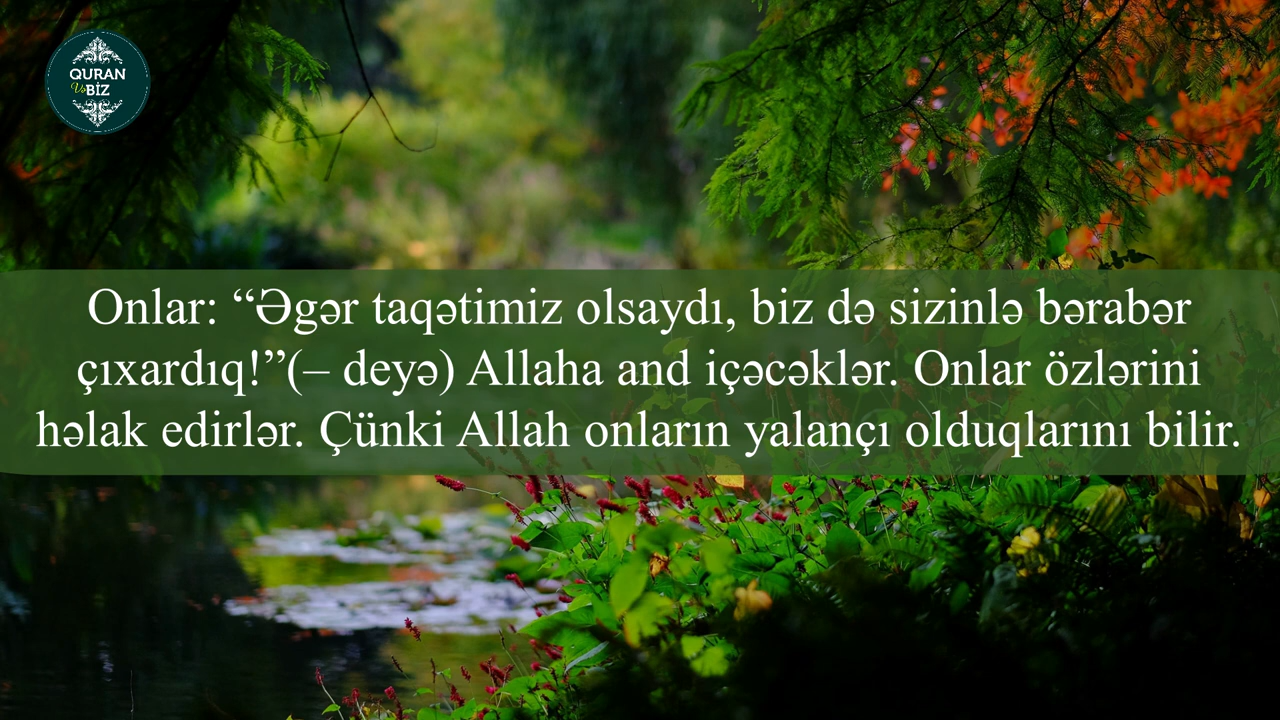 QURAN
Və
BİZ
Onlar: “Əgər taqətimiz olsaydı, biz də sizinlə bərabər
çıxardıq!”(– deyə) Allaha and içəcəklər. Onlar özlərini
həlak edirlər. Çünki Allah onların yalançı olduqlarını bilir.